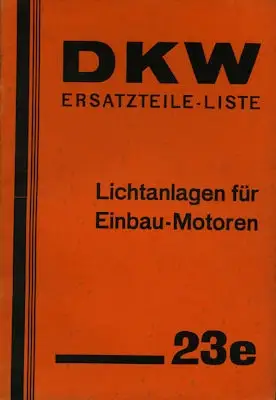 DKW
ERSATZTEILE-LISTE
Lichtanlagen für
Einbau-Motoren
23e